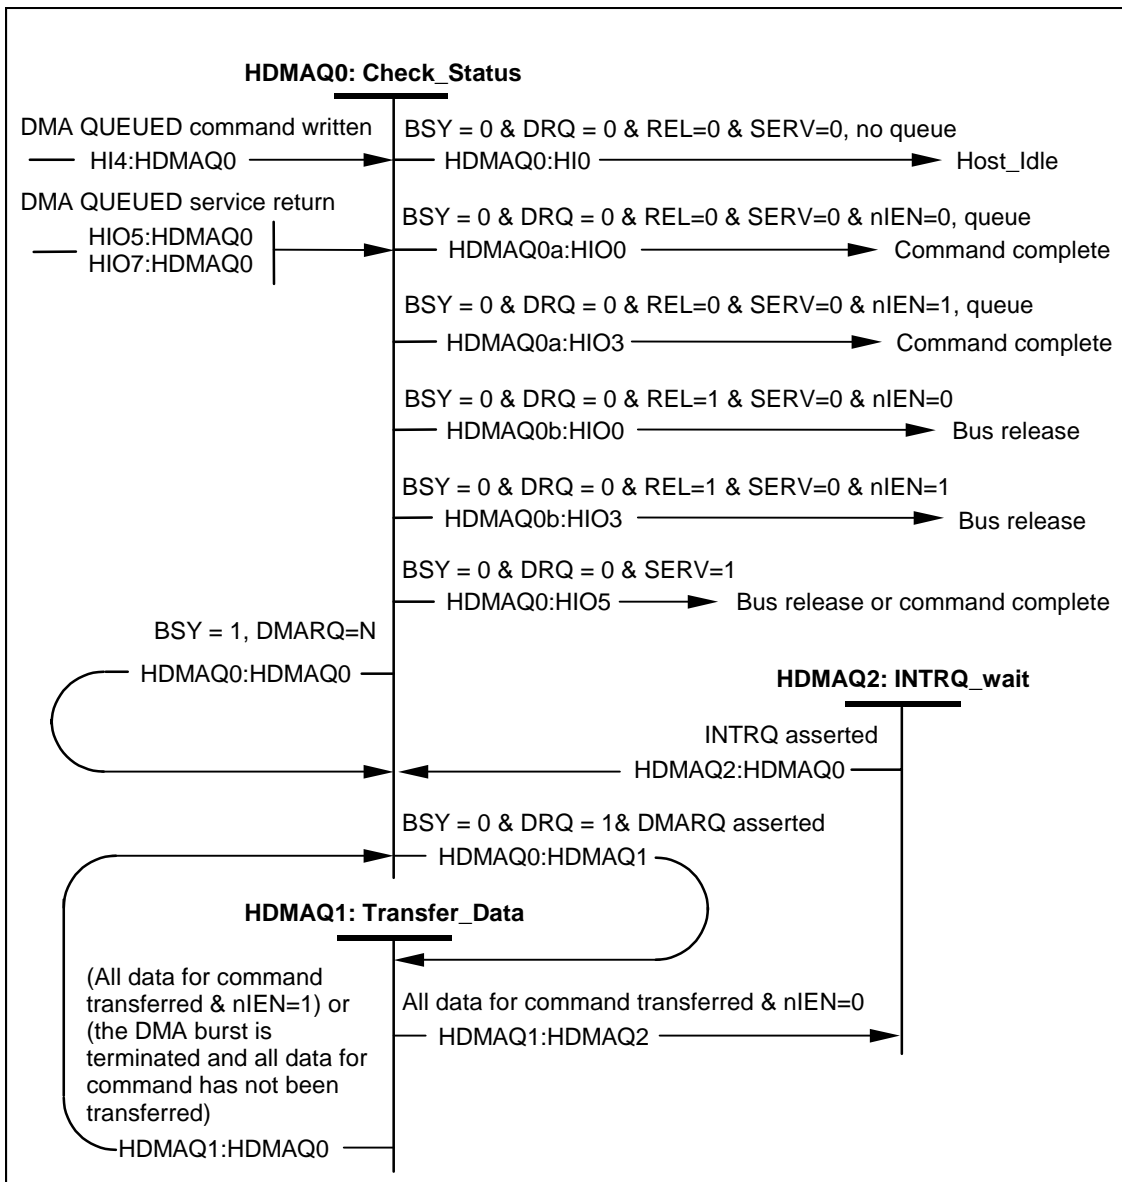 HDMAQ0: Check_Status
DMA QUEUED command written
HI4:HDMAQ0
BSY = 0 & DRQ = 0 & REL=0 & SERV=0, no queue
HDMAQ0:HI0
Host_Idle
DMA QUEUED service return
HIO5:HDMAQ0
HIO7:HDMAQ0
BSY = 0 & DRQ = 0 & REL=0 & SERV=0 & nIEN=0, queue
HDMAQ0a:HIO0
Command complete
BSY = 0 & DRQ = 0 & REL=0 & SERV=0 & nIEN=1, queue
HDMAQ0a:HIO3
Command complete
BSY = 0 & DRQ = 0 & REL=1 & SERV=0 & nIEN=0
HDMAQ0b:HIO0
Bus release
BSY = 0 & DRQ = 0 & REL=1 & SERV=0 & nIEN=1
HDMAQ0b:HIO3
Bus release
BSY = 0 & DRQ = 0 & SERV=1
HDMAQ0:HIO5
Bus release or command complete
BSY = 1, DMARQ=N
HDMAQ0:HDMAQ0
HDMAQ2: INTRQ_wait
INTRQ asserted
HDMAQ2:HDMAQ0
BSY = 0 & DRQ = 1& DMARQ asserted
HDMAQ0:HDMAQ1
HDMAQ1: Transfer_Data
(All data for command
transferred & nIEN=1) or
(the DMA burst is
terminated and all data for
command has not been
transferred)
HDMAQ1:HDMAQ0
All data for command transferred & nIEN=0
HDMAQ1:HDMAQ2